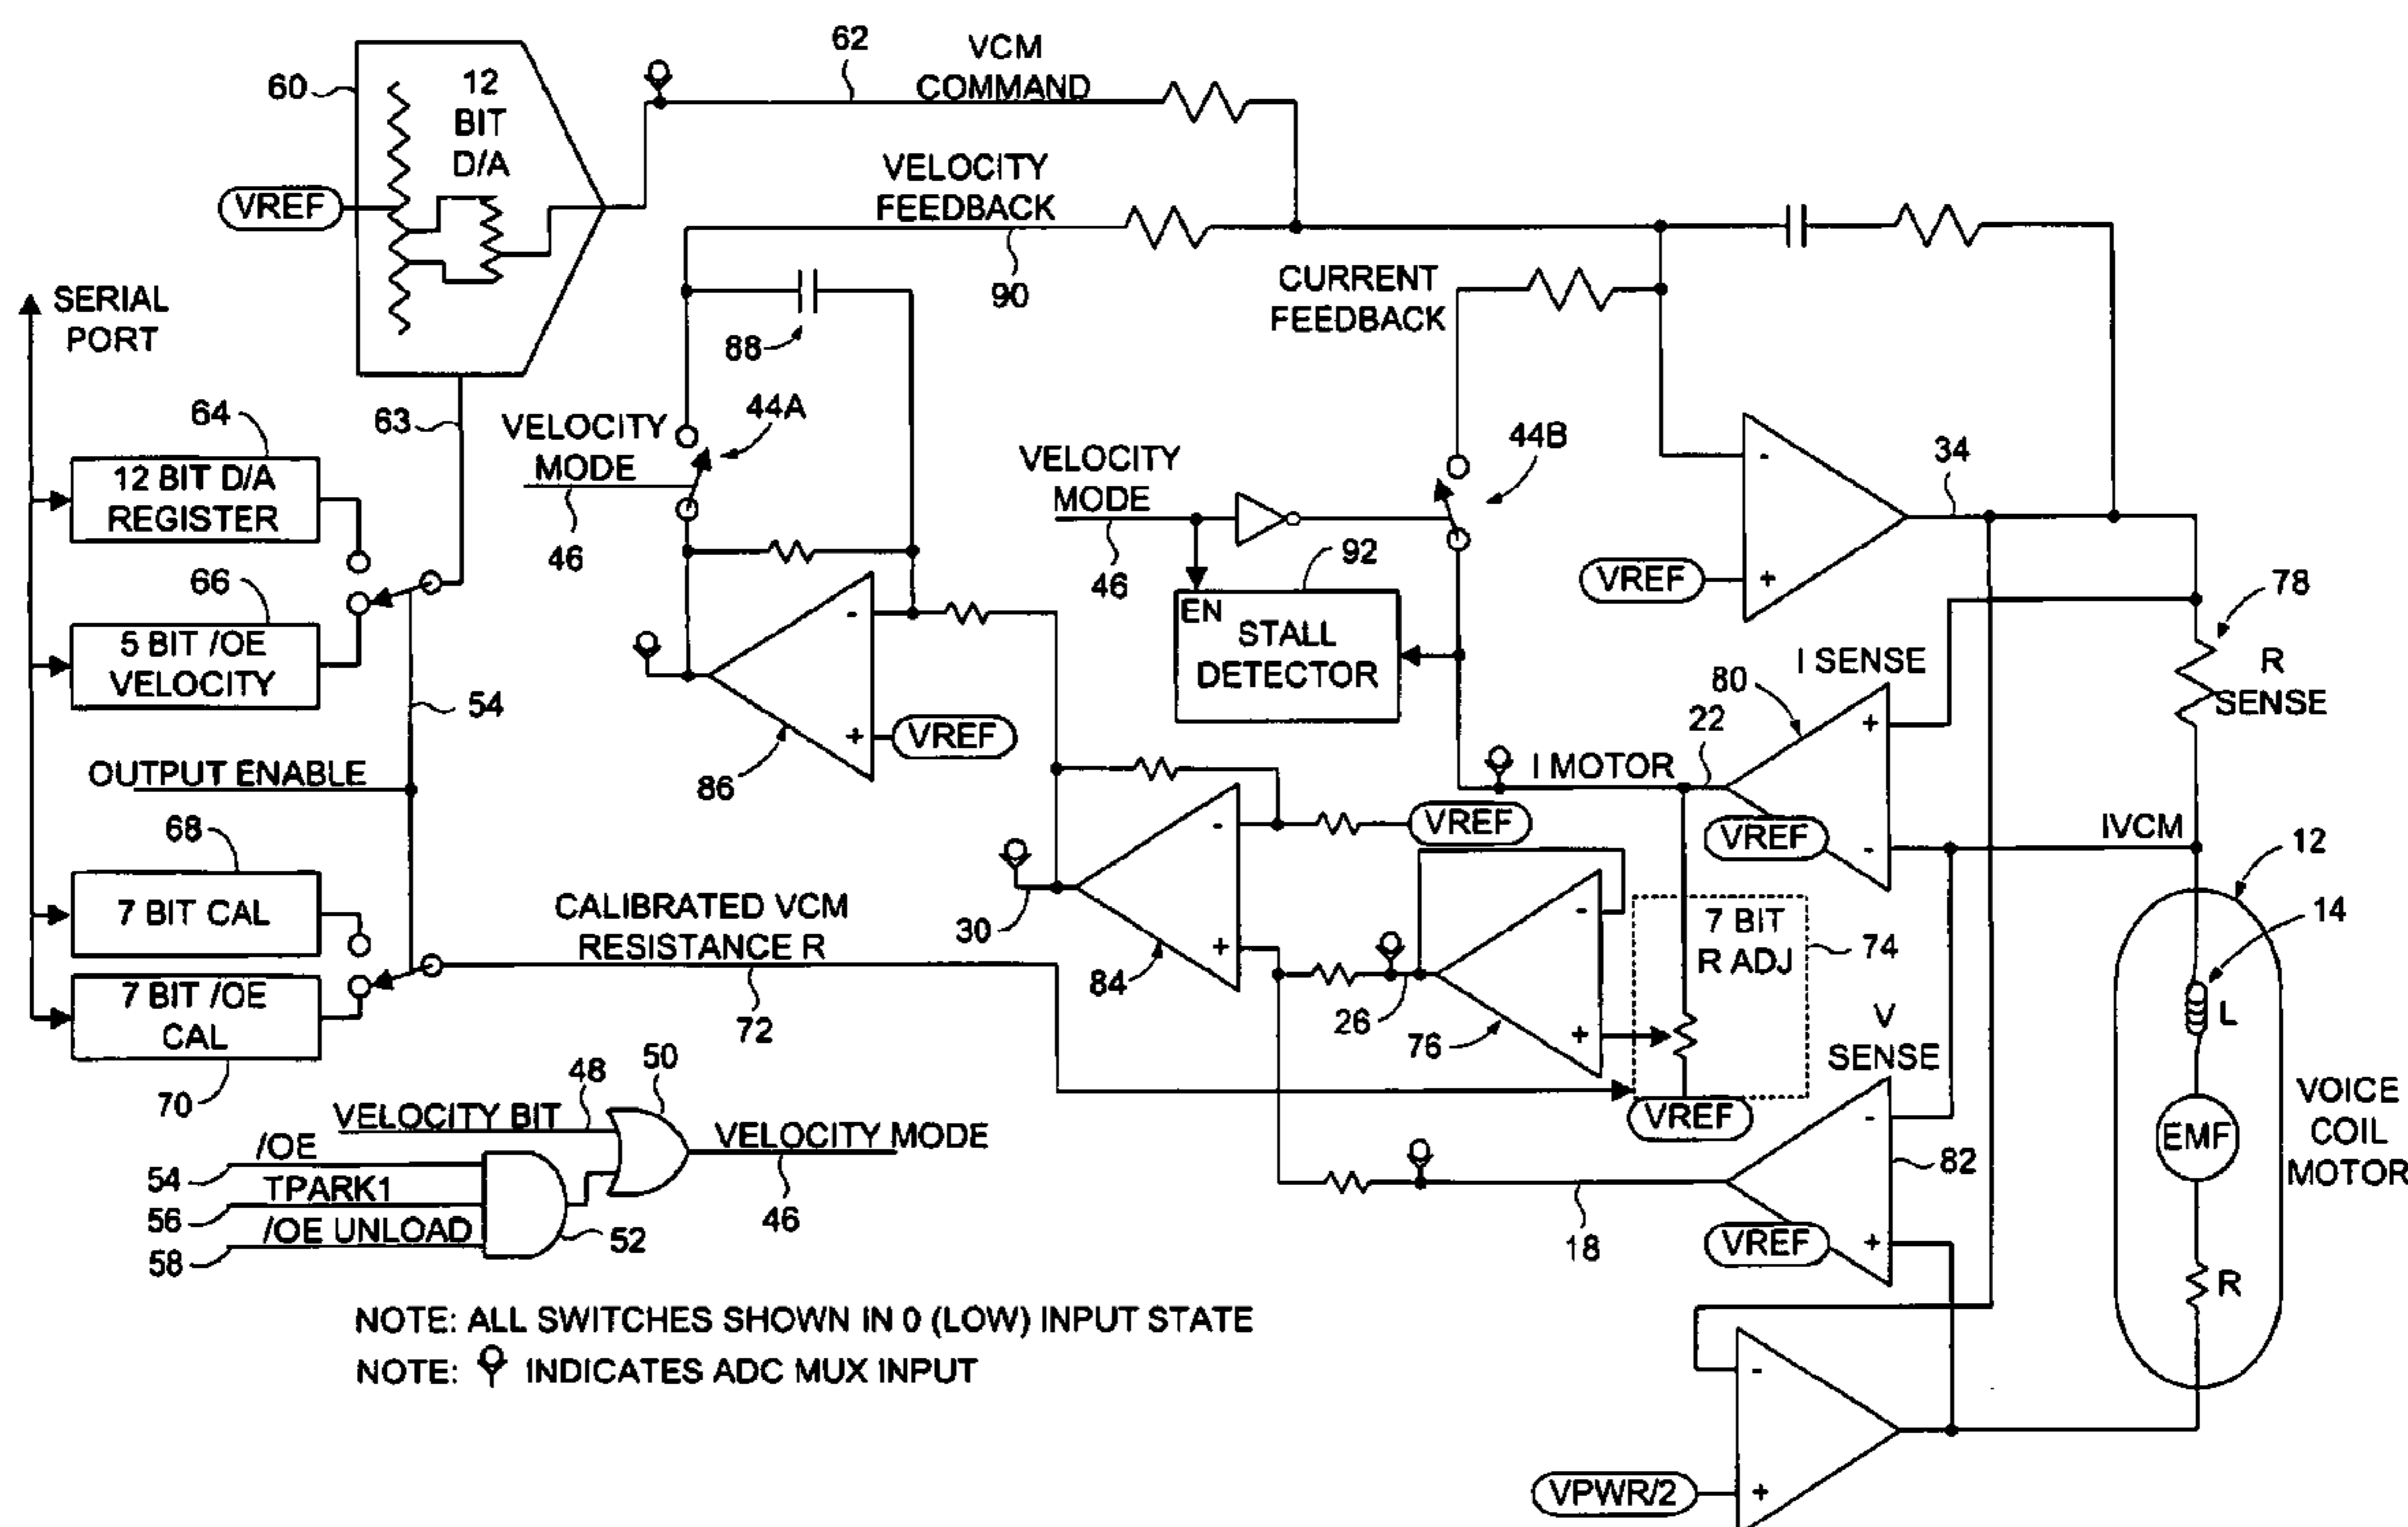 62
VCM
COMMAND
60
12
BIT
D/A
VREF
VELOCITY
FEEDBACK
90
CURRENT
FEEDBACK
SERIAL
PORT
88
63
64
12 BIT D/A
REGISTER
VELOCITY
MODE
46
44A
VELOCITY
MODE
46
44B
34
VREF
-
+
92
EN
STALL
DETECTOR
78
R
SENSE
66
5 BIT /OE
VELOCITY
54
-
+
VREF
86
I SENSE
80
22
+
-
VREF
I MOTOR
IVCM
12
14
OUTPUT ENABLE
68
7 BIT CAL
7 BIT /OE
CAL
70
CALIBRATED VCM
RESISTANCE R
72
30
-
+
84
VREF
26
-
+
76
7 BIT
R ADJ
74
VREF
V
SENSE
L
EMF
R
VOICE
COIL
MOTOR
-
+
82
VREF
18
48
50
VELOCITY BIT
VELOCITY MODE
46
/OE
54
TPARK1
56
/OE UNLOAD
58
52
NOTE: ALL SWITCHES SHOWN IN 0 (LOW) INPUT STATE
NOTE: INDICATES ADC MUX INPUT
-
+
VPWR/2